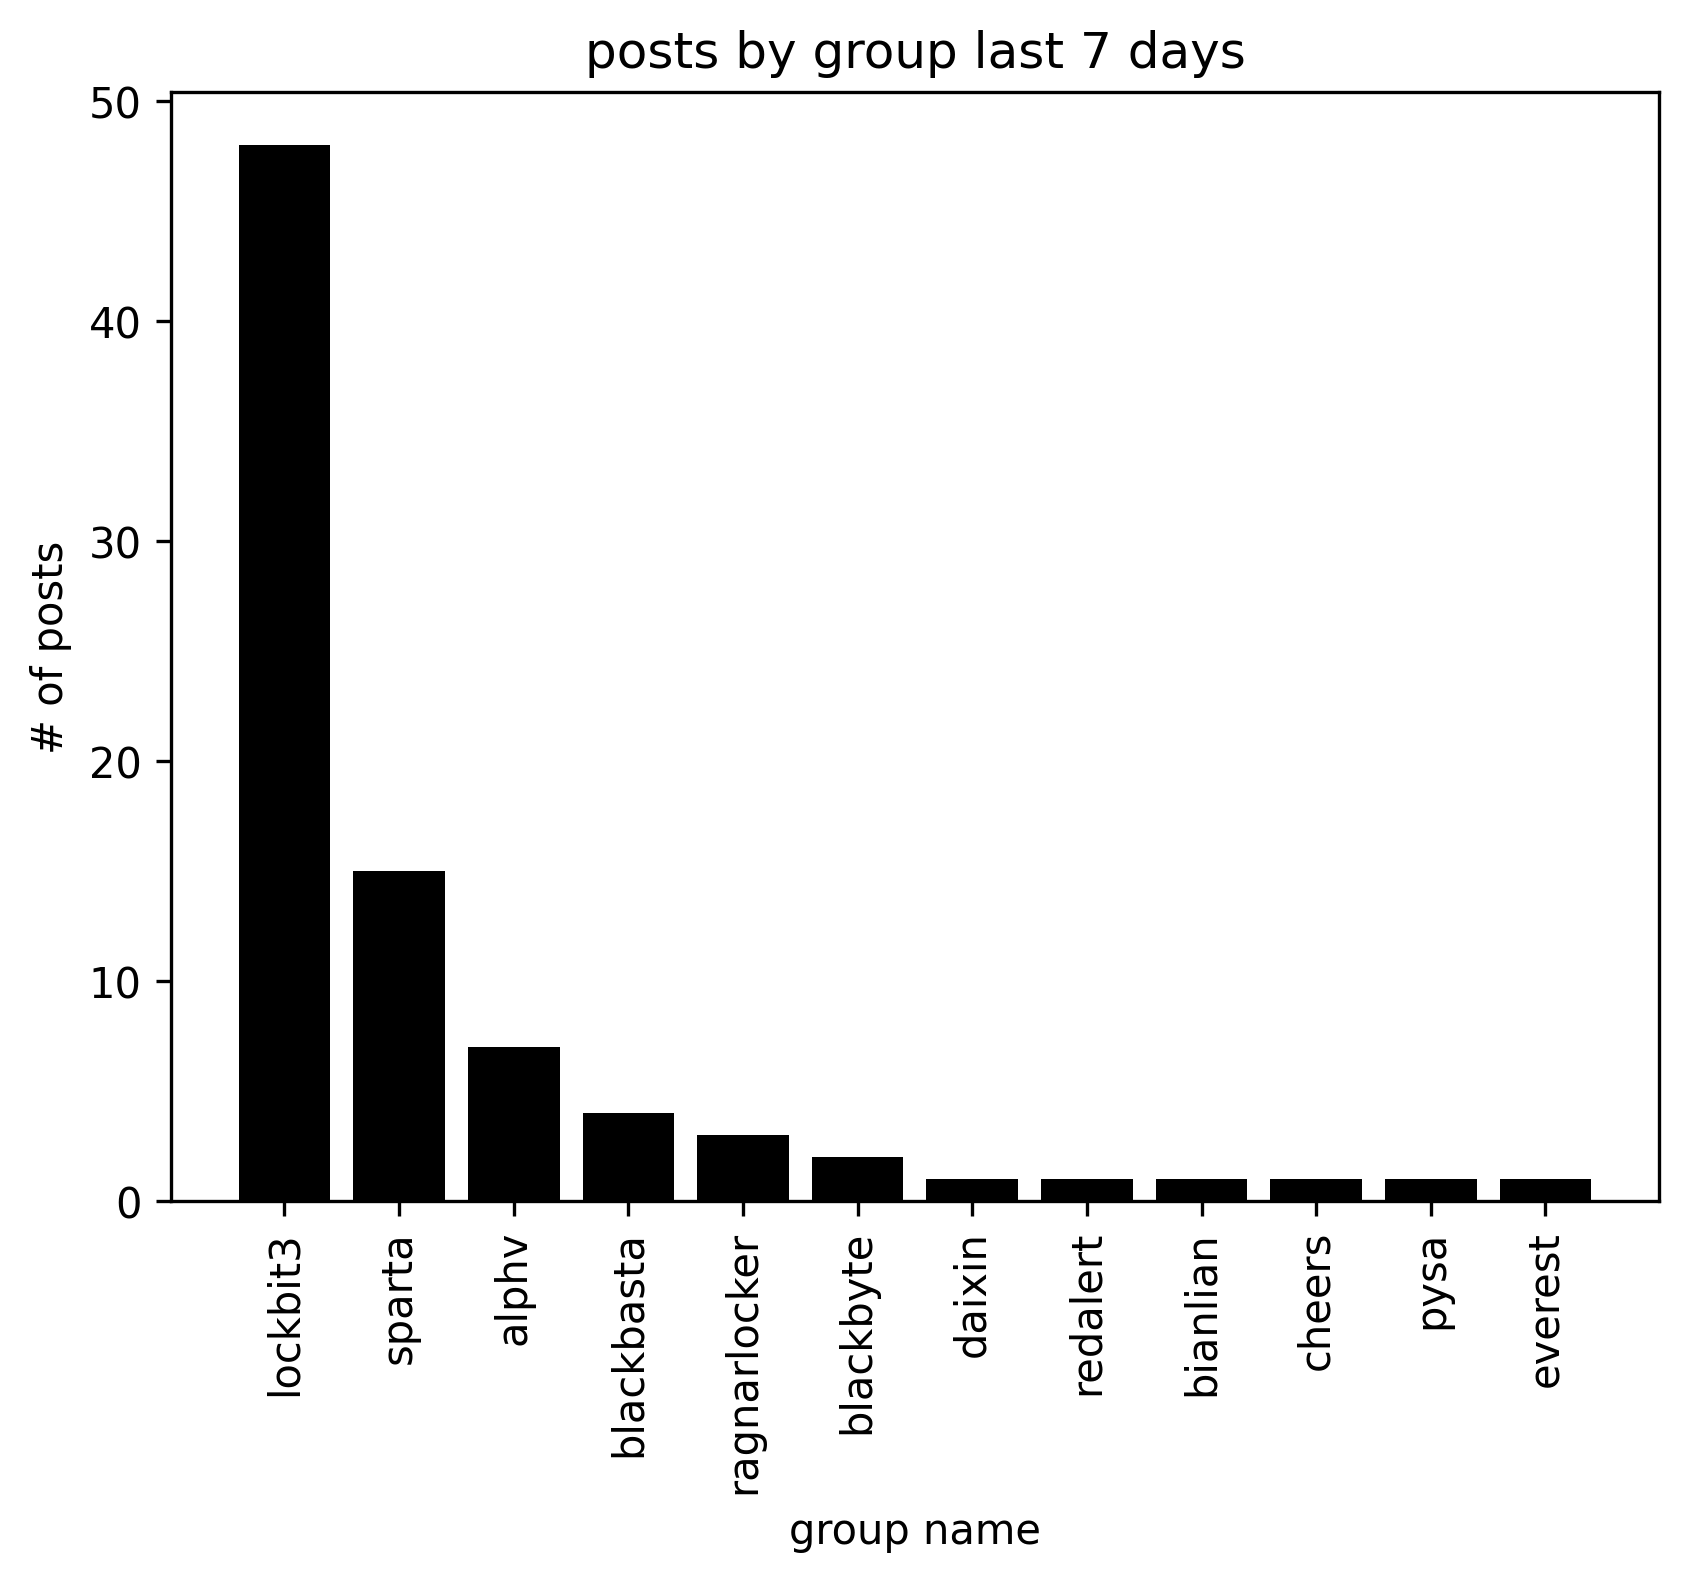 posts by group last 7 days
50
40
30
20
10
0
# of posts
lockbit3
sparta
alphv
blackbasta
ragnarlocker
blackbyte
daixin
redalert
bianlian
cheers
pysa
everest
group name